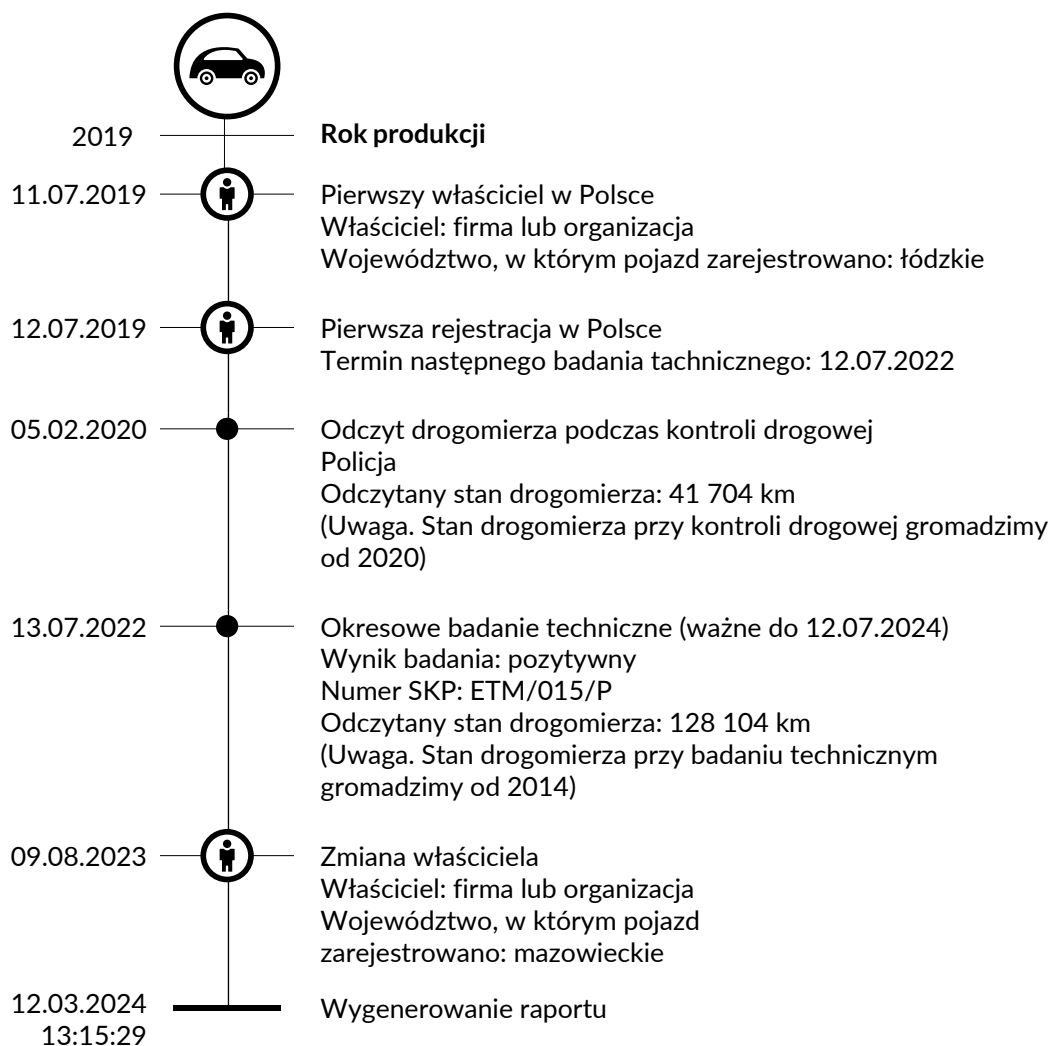 2019
Rok produkcji
11.07.2019
Pierwszy właściciel w Polsce
Właściciel: firma lub organizacja
Województwo, w którym pojazd zarejestrowano: łódzkie
12.07.2019
Pierwsza rejestracja w Polsce
Termin następnego badania tachnicznego: 12.07.2022
05.02.2020
Odczyt drogomierza podczas kontroli drogowej
Policja
Odczytany stan drogomierza: 41 704 km
(Uwaga. Stan drogomierza przy kontroli drogowej gromadzimy
od 2020)
13.07.2022
Okresowe badanie techniczne (ważne do 12.07.2024)
Wynik badania: pozytywny
Numer SKP: ETM/015/P
Odczytany stan drogomierza: 128 104 km
(Uwaga. Stan drogomierza przy badaniu technicznym
gromadzimy od 2014)
09.08.2023
Zmiana właściciela
Właściciel: firma lub organizacja
Województwo, w którym pojazd
zarejestrowano: mazowieckie
12.03.2024
13:15:29
Wygenerowanie raportu